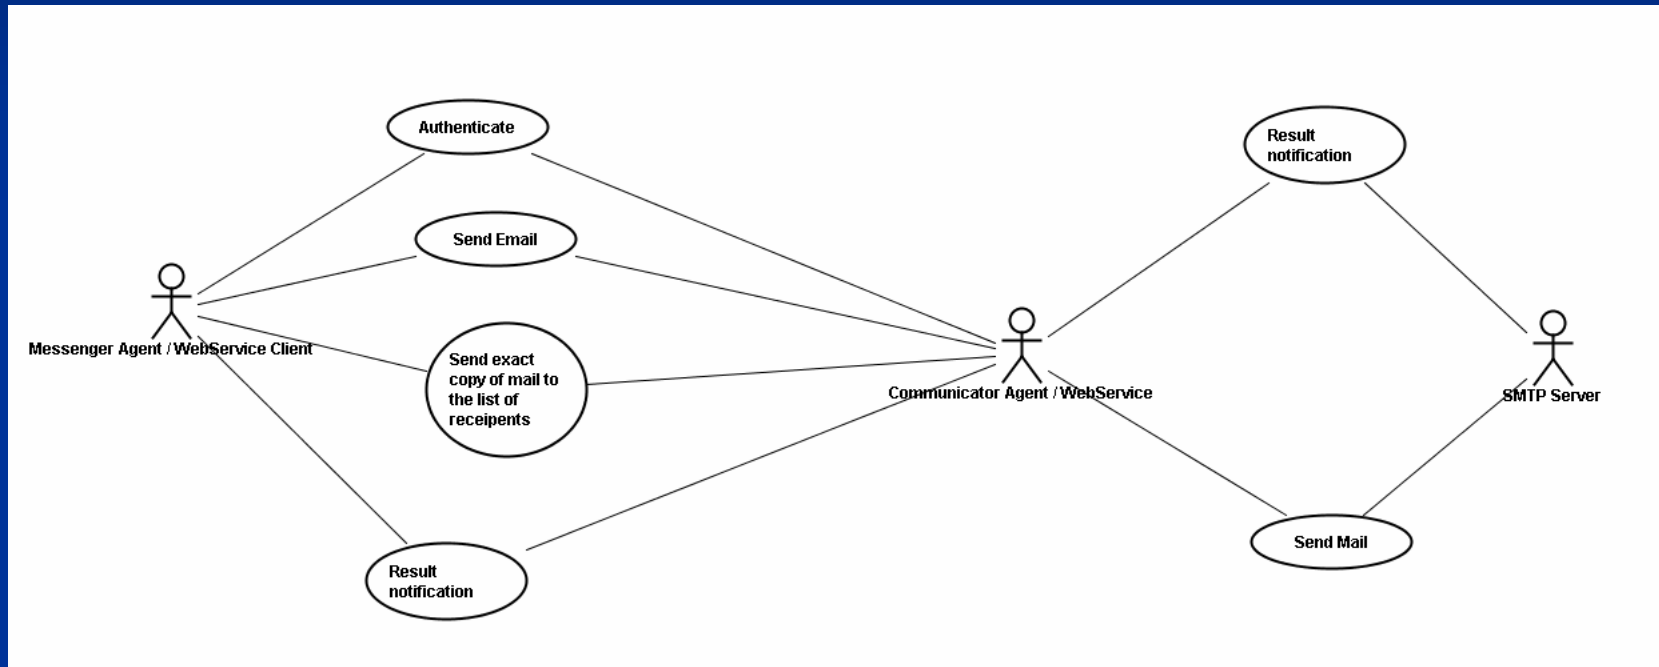 Authenticate
Result
notification
Send Email
Messenger Agent / WebService Client
Send exact
copy of mail to
the list of
receipents
Communicator Agent / WebService
SMTP Server
Send Mail
Result
notification